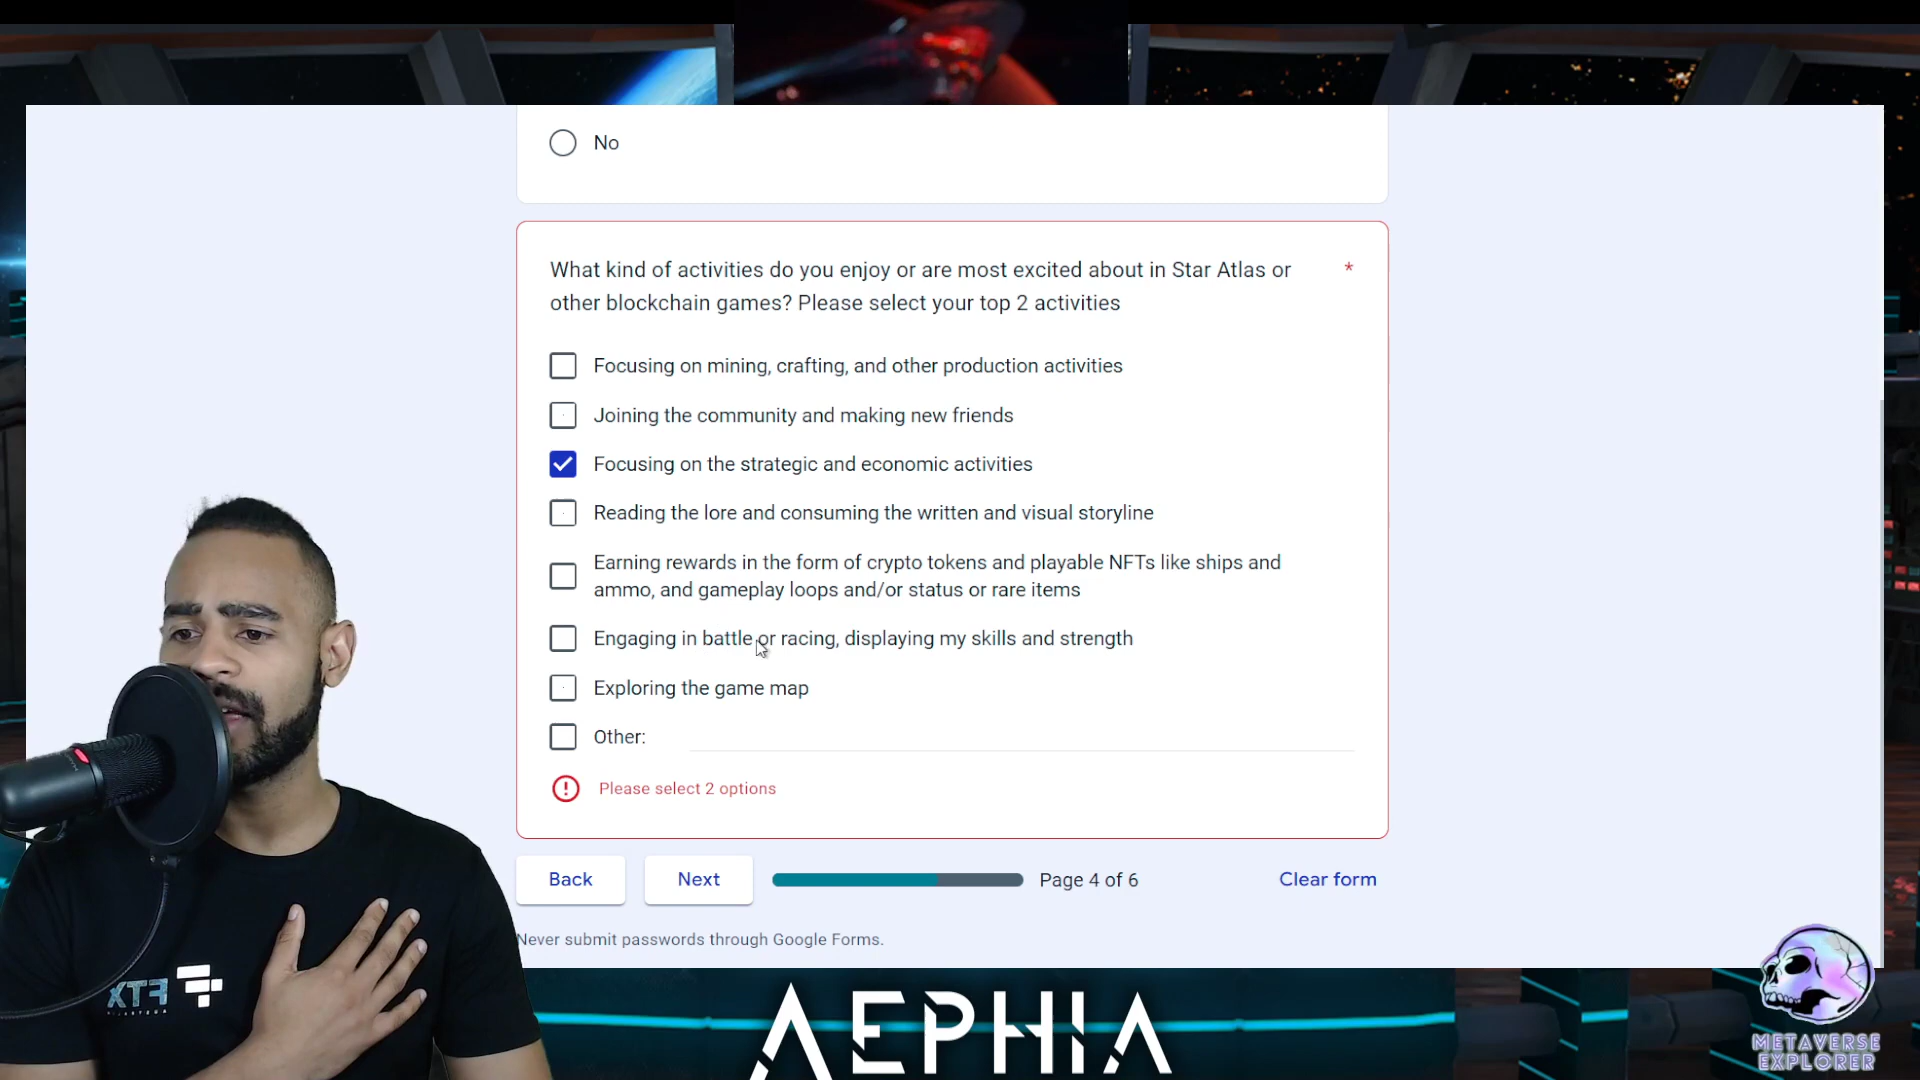 No
What kind of activities do you enjoy or are most excited about in Star Atlas or *
other blockchain games? Please select your top 2 activities
Focusing on mining, crafting, and other production activities
Joining the community and making new friends
Focusing on the strategic and economic activities
Reading the lore and consuming the written and visual storyline
Earning rewards in the form of crypto tokens and playable NFTs like ships and
ammo, and gameplay loops and/or status or rare items
Engaging in battle or racing, displaying my skills and strength
Exploring the game map
Other:
Please select 2 options
Back
Next
Page 4 of 6
Clear form
Never submit passwords through Google Forms.
FTX
AEPHIA
METAVERSE
EXPLORER